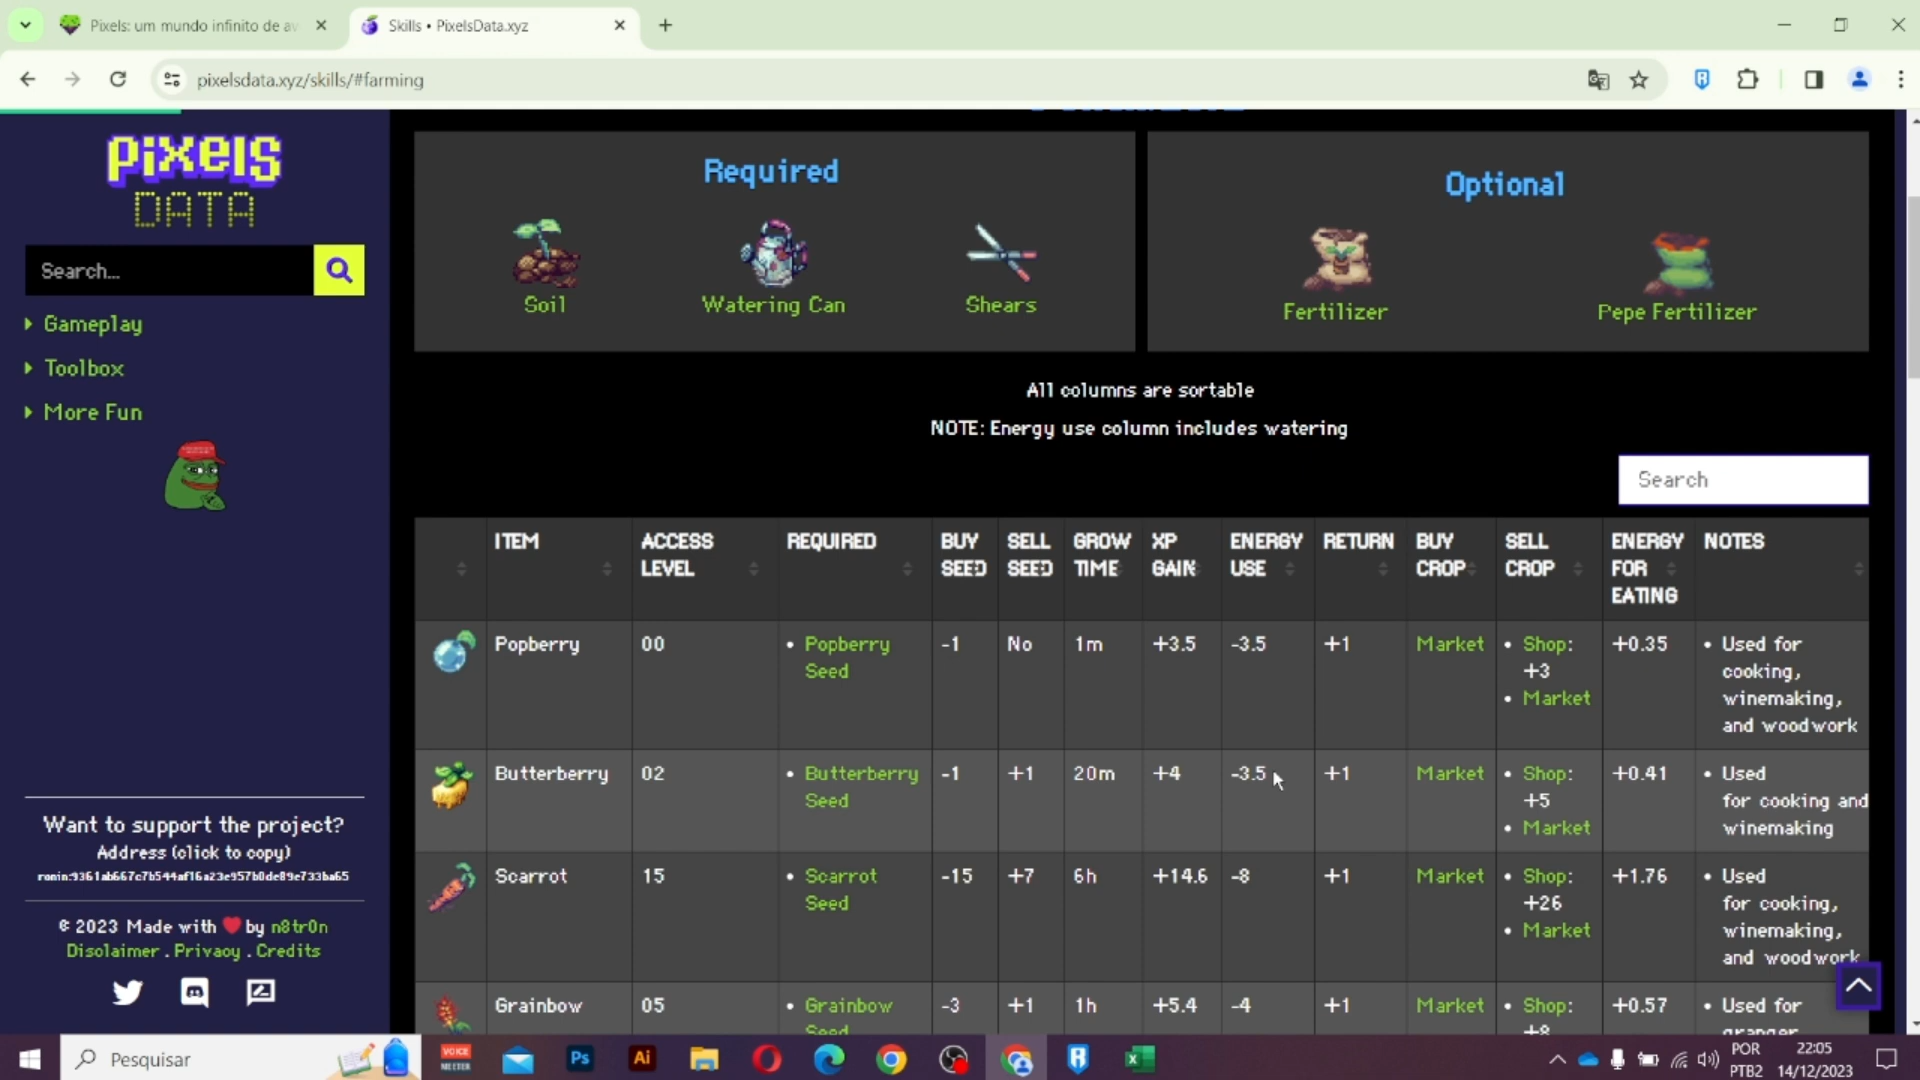 Pixels: um mundo infinito de av
Skills • PixelsData.xyz
pixelsdata.xyz/skills/#farming
pixels
DATA
Search...
Gameplay
Toolbox
More Fun
Want to support the project?
Address (click to copy)
ronin:9361ab667c7b544af16a23e957b0de89e733ba65
© 2023 Made with ❤ by n8tr0n
Disclaimer . Privacy . Credits
Required
Soil
Watering Can
Shears
Optional
Fertilizer
Pepe Fertilizer
All columns are sortable
NOTE: Energy use column includes watering
Search
ITEM
ACCESS
LEVEL
REQUIRED
BUY
SEED
SELL
SEED
GROW
TIME
XP
GAIN
ENERGY
USE
RETURN
BUY
CROP
SELL
CROP
ENERGY
FOR
EATING
NOTES
Popberry
00
• Popberry
Seed
-1
No
1m
+3.5
-3.5
+1
Market
• Shop:
+3
• Market
+0.35
• Used for
cooking,
winemaking,
and woodwork
Butterberry
02
• Butterberry
Seed
-1
+1
20m
+4
-3.5
+1
Market
• Shop:
+5
• Market
+0.41
• Used
for cooking and
winemaking
Scarrot
15
• Scarrot
Seed
-15
+7
6h
+14.6
-8
+1
Market
• Shop:
+26
• Market
+1.76
• Used
for cooking,
winemaking,
and woodwork
Grainbow
05
• Grainbow
Seed
-3
+1
1h
+5.4
-4
+1
Market
• Shop:
+8
+0.57
• Used for
granger
Pesquisar
VOICE
MEETER
Ps
Ai
POR
PTB2
22:05
14/12/2023